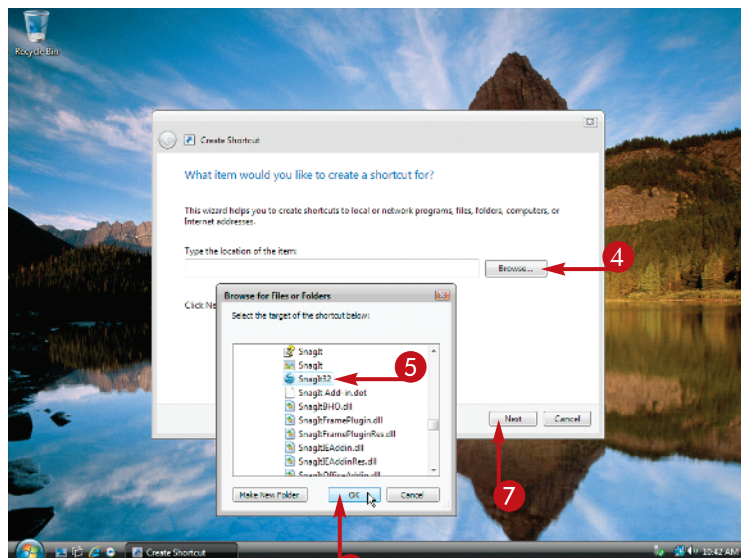 Recycle Bin
Create Shortcut
What item would you like to create a shortcut for?
This wizard helps you to create shortcuts to local or network programs, files, folders, computers, or
Internet addresses.
Type the location of the item:
Browse...
4
Click
Browse for Files or Folders
Select the target of the shortcut below:
SnagIt
SnagIt
SnagIt32
5
SnagIt Add-in.dot
SnagItBHO.dll
SnagItFramePlugin.dll
SnagItFramePluginRes.dll
SnagItIEAddin.dll
SnagItIEAddinRes.dll
SnagItOfficeAddin.dll
Make New Folder
OK
Cancel
Next
Cancel
7
Create Shortcut
10:42 AM